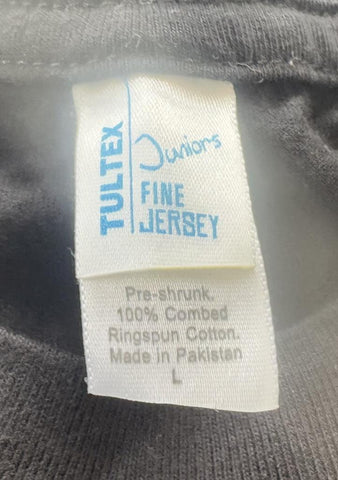 TULTEX
Juniors
FINE
JERSEY
Pre-shrunk,
100% Combed
Ringspun Cotton.
Made in Pakistan
L